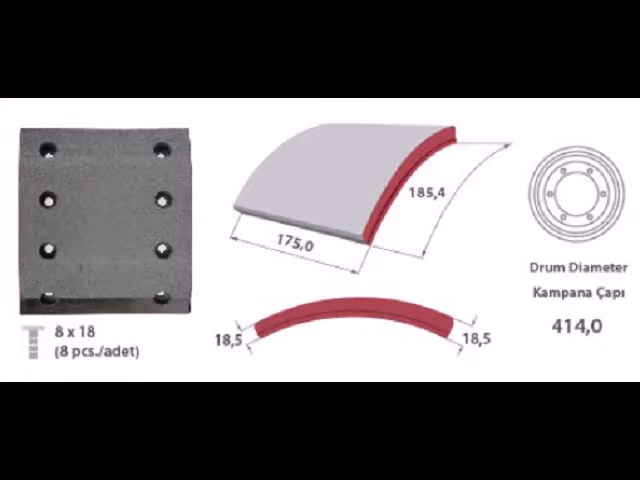 8 x 18
(8 pcs./adet)
175,0
185,4
18,5
18,5
Drum Diameter
Kampana Çapı
414,0